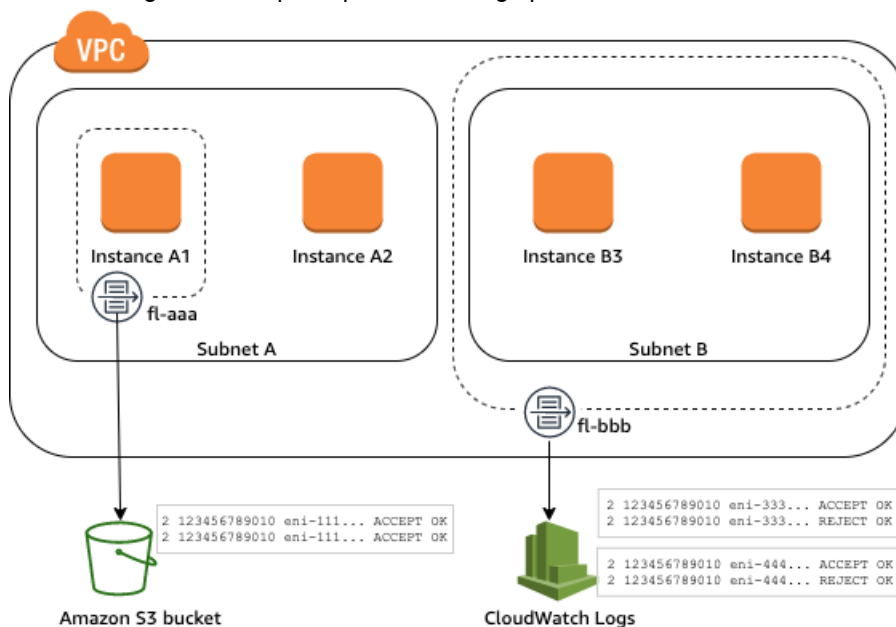 VPC
Instance A1
Instance A2
Instance B3
Instance B4
fl-aaa
Subnet A
Subnet B
fl-bbb
2 123456789010 eni-111... ACCEPT OK
2 123456789010 eni-111... ACCEPT OK
2 123456789010 eni-333... ACCEPT OK
2 123456789010 eni-333... REJECT OK
2 123456789010 eni-444... ACCEPT OK
2 123456789010 eni-444... REJECT OK
Amazon S3 bucket
CloudWatch Logs